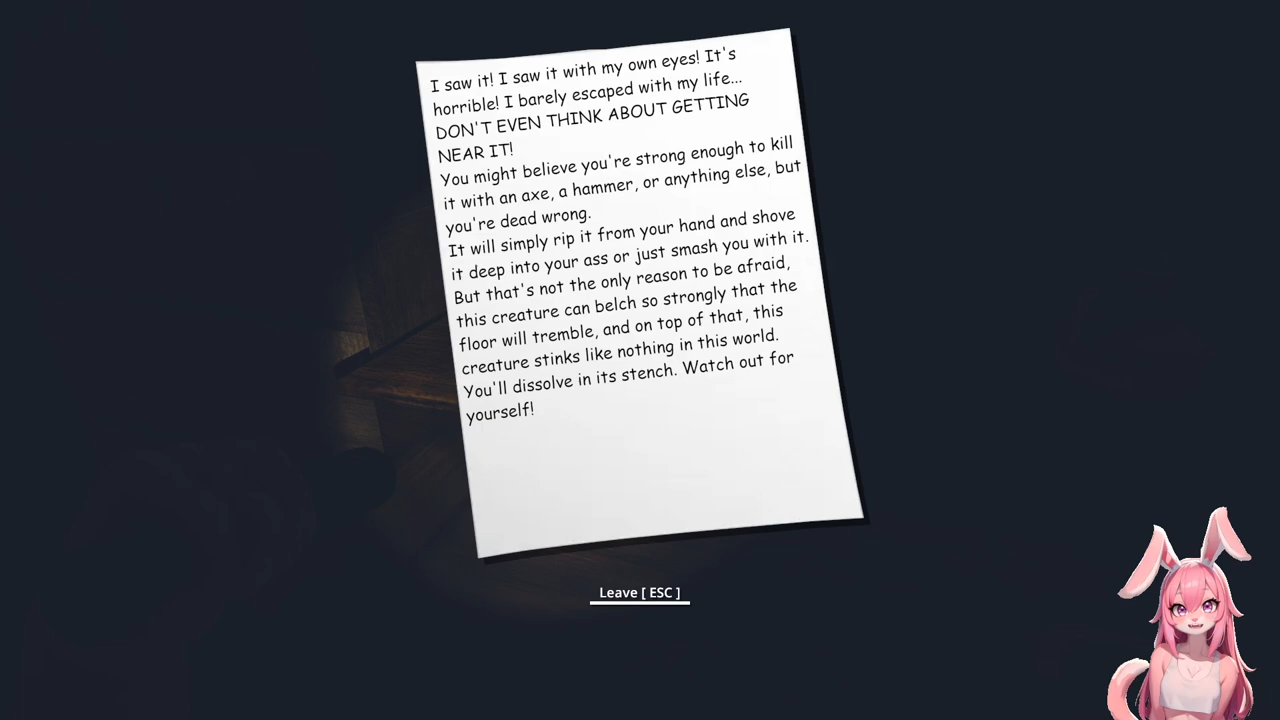 I saw it! I saw it with my own eyes! It's
horrible! I barely escaped with my life...
DON'T EVEN THINK ABOUT GETTING
NEAR IT!
You might believe you're strong enough to kill
it with an axe, a hammer, or anything else, but
you're dead wrong.
It will simply rip it from your hand and shove
it deep into your ass or just smash you with it.
But that's not the only reason to be afraid,
this creature can belch so strongly that the
floor will tremble, and on top of that, this
creature stinks like nothing in this world.
You'll dissolve in its stench. Watch out for
yourself!
Leave [ ESC ]